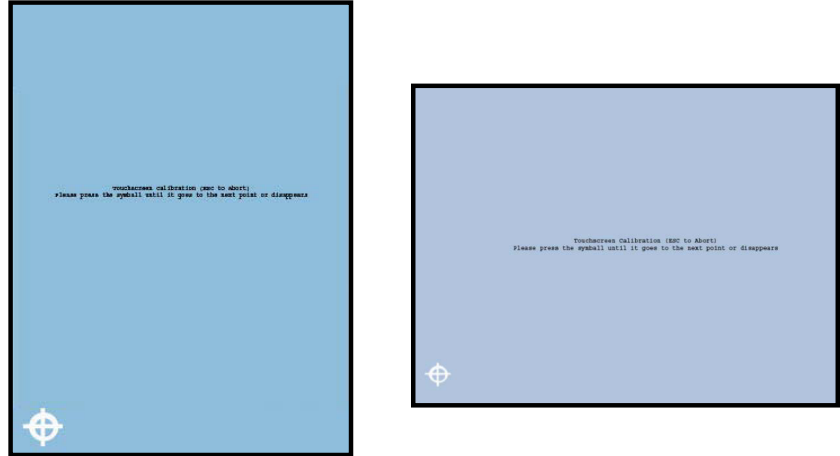 Touchscreen Calibration (ESC to Abort)
Please press the symball until it goes to the next point or disappears
Touchscreen Calibration (ESC to Abort)
Please press the symball until it goes to the next point or disappears